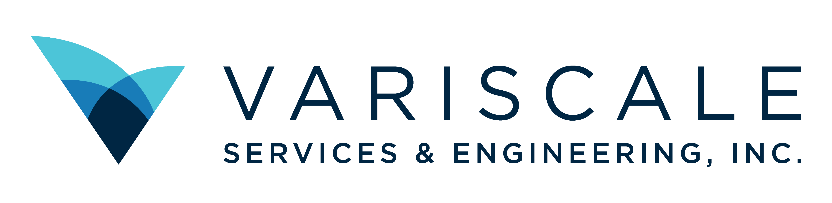 VARISCALE
SERVICES & ENGINEERING, INC.